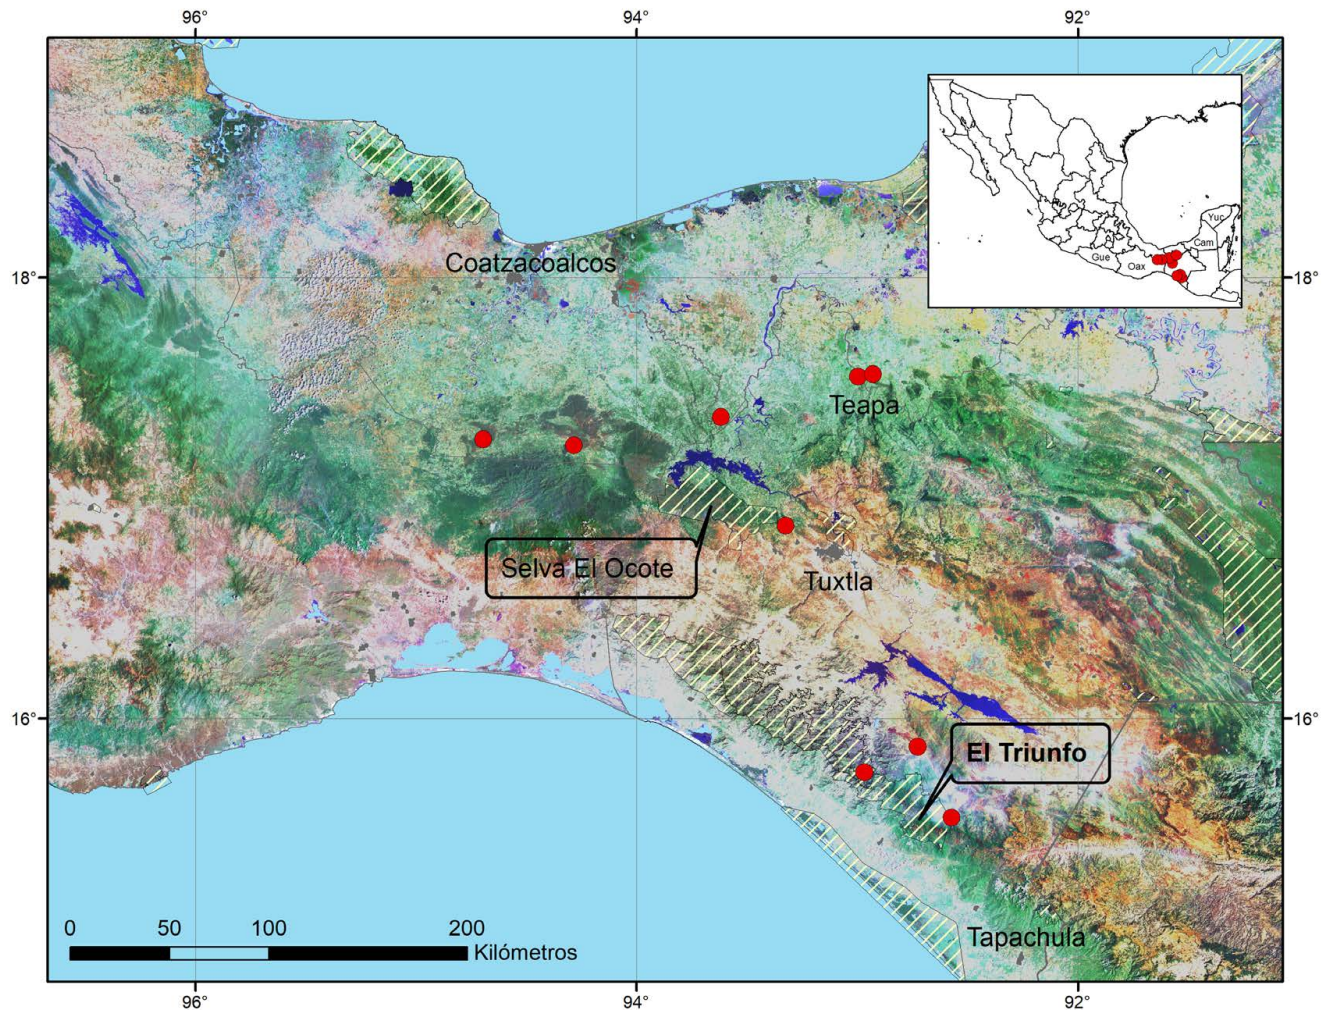 96°
94°
92°
Yuc
Cam
Gue
Oax
18°
Coatzacoalcos
18°
Teapa
Selva El Ocote
Tuxtla
16°
16°
El Triunfo
0 50 100 200
Kilómetros
Tapachula
96°
94°
92°